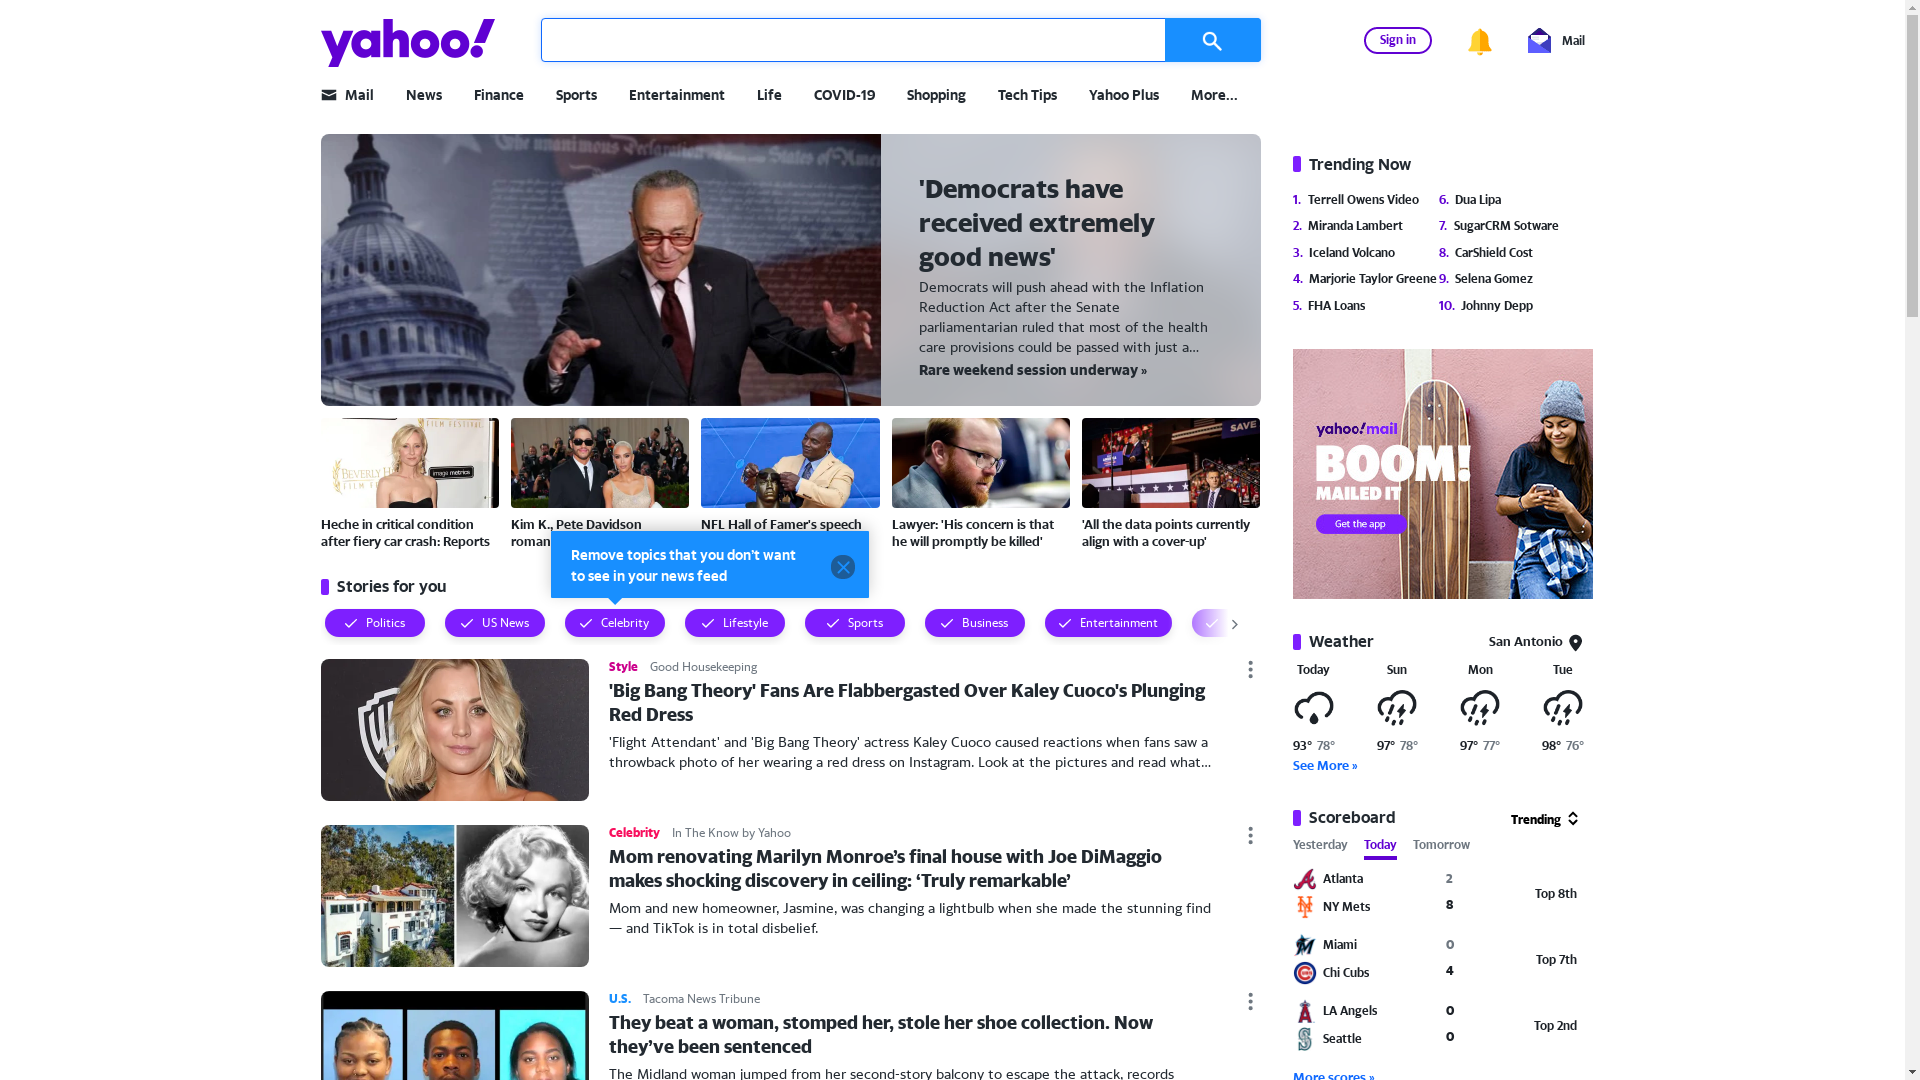 yahoo!
Sign in
Mail
Mail
News
Finance
Sports
Entertainment
Life
COVID-19
Shopping
Tech Tips
Yahoo Plus
More...
'Democrats have
received extremely
good news'
Democrats will push ahead with the Inflation
Reduction Act after the Senate
parliamentarian ruled that most of the health
care provisions could be passed with just a...
Rare weekend session underway »
Heche in critical condition
after fiery car crash: Reports
Kim K., Pete Davidson
roman
NFL Hall of Famer's speech
Lawyer: 'His concern is that
he will promptly be killed'
'All the data points currently
align with a cover-up'
Remove topics that you don't want
to see in your news feed
Stories for you
Politics
US News
Celebrity
Lifestyle
Sports
Business
Entertainment
Style Good Housekeeping
'Big Bang Theory' Fans Are Flabbergasted Over Kaley Cuoco's Plunging
Red Dress
'Flight Attendant' and 'Big Bang Theory' actress Kaley Cuoco caused reactions when fans saw a
throwback photo of her wearing a red dress on Instagram. Look at the pictures and read what...
Celebrity In The Know by Yahoo
Mom renovating Marilyn Monroe’s final house with Joe DiMaggio
makes shocking discovery in ceiling: ‘Truly remarkable’
Mom and new homeowner, Jasmine, was changing a lightbulb when she made the stunning find
— and TikTok is in total disbelief.
U.S. Tacoma News Tribune
They beat a woman, stomped her, stole her shoe collection. Now
they’ve been sentenced
The Midland woman jumped from her second-story balcony to escape the attack, records
Trending Now
1. Terrell Owens Video
2. Miranda Lambert
3. Iceland Volcano
4. Marjorie Taylor Greene
5. FHA Loans
6. Dua Lipa
7. SugarCRM Sotware
8. CarShield Cost
9. Selena Gomez
10. Johnny Depp
yahoo!mail
BOOM!
MAILED IT
Get the app
Weather
San Antonio
Today Sun Mon Tue
93° 78° 97° 78° 97° 77° 98° 76°
See More »
Scoreboard
Trending
Yesterday Today Tomorrow
Atlanta 2
NY Mets 8
Top 8th
Miami 0
Chi Cubs 4
Top 7th
LA Angels 0
Seattle 0
Top 2nd
More scores »